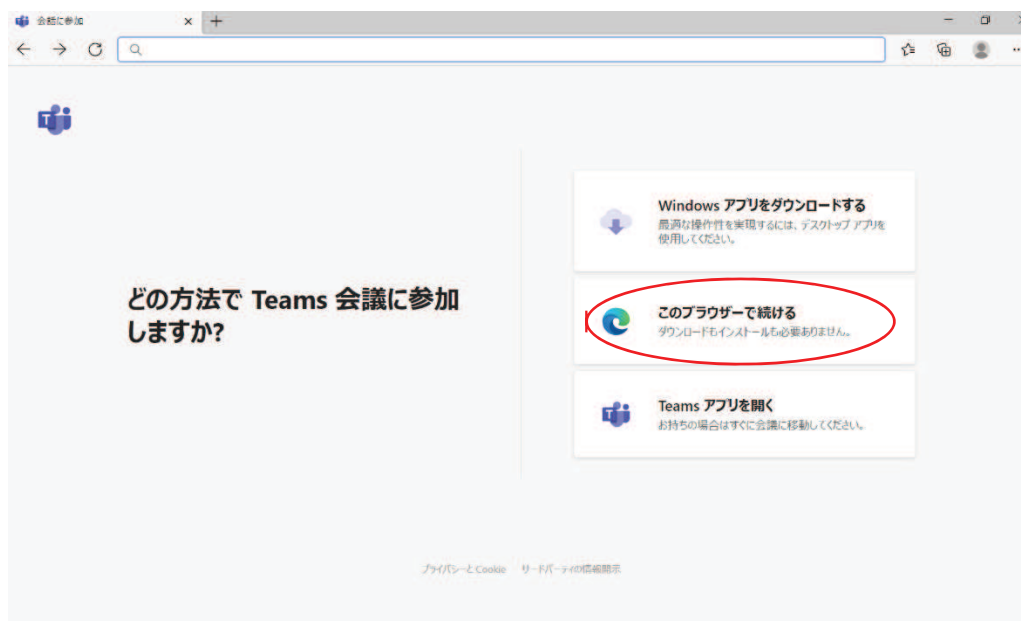 会議に参加
どの方法で Teams 会議に参加
しますか?
Windows アプリをダウンロードする
最適な操作性を実現するには、デスクトップ アプリを
使用してください。
このブラウザーで続ける
ダウンロードもインストールも必要ありません。
Teams アプリを開く
お持ちの場合はすぐに会議に移動してください。
プライバシーと Cookie サードパーティの情報開示